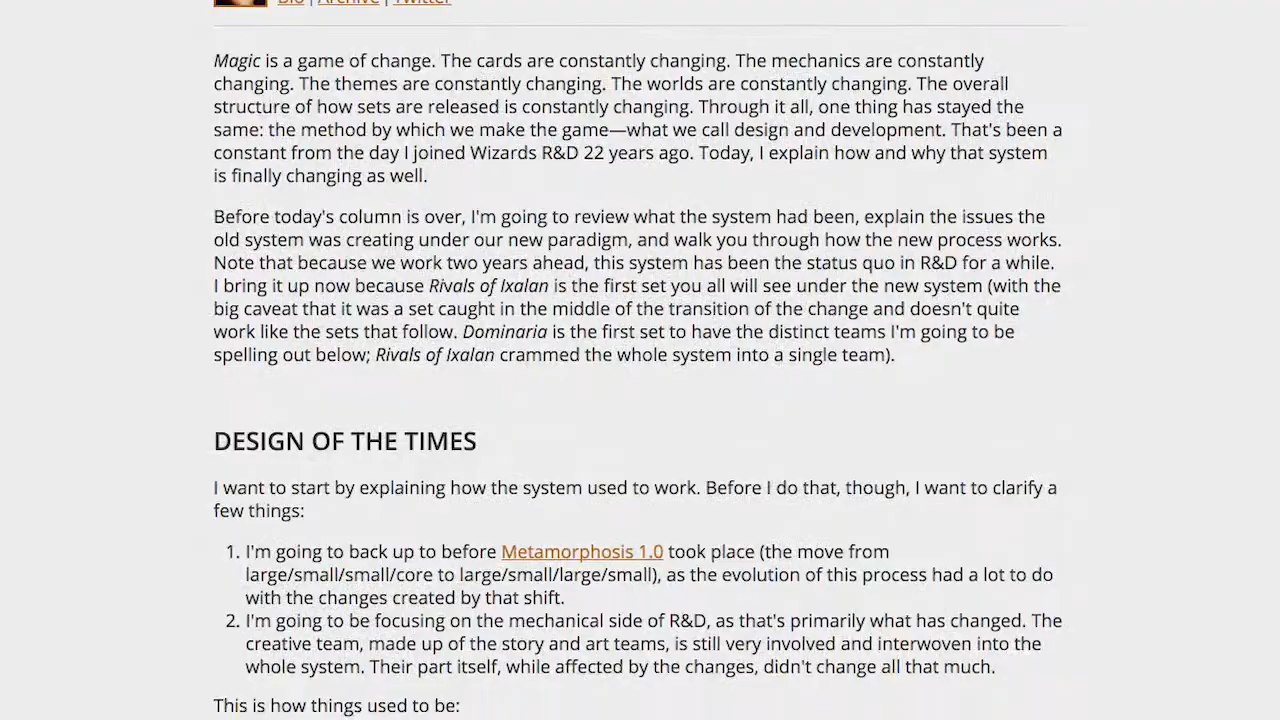 Bio | Archive | Twitter
Magic is a game of change. The cards are constantly changing. The mechanics are constantly
changing. The themes are constantly changing. The worlds are constantly changing. The overall
structure of how sets are released is constantly changing. Through it all, one thing has stayed the
same: the method by which we make the game—what we call design and development. That's been a
constant from the day I joined Wizards R&D 22 years ago. Today, I explain how and why that system
is finally changing as well.
Before today's column is over, I'm going to review what the system had been, explain the issues the
old system was creating under our new paradigm, and walk you through how the new process works.
Note that because we work two years ahead, this system has been the status quo in R&D for a while.
I bring it up now because Rivals of Ixalan is the first set you all will see under the new system (with the
big caveat that it was a set caught in the middle of the transition of the change and doesn't quite
work like the sets that follow. Dominaria is the first set to have the distinct teams I'm going to be
spelling out below; Rivals of Ixalan crammed the whole system into a single team).
DESIGN OF THE TIMES
I want to start by explaining how the system used to work. Before I do that, though, I want to clarify a
few things:
1. I'm going to back up to before Metamorphosis 1.0 took place (the move from
large/small/small/core to large/small/large/small), as the evolution of this process had a lot to do
with the changes created by that shift.
2. I'm going to be focusing on the mechanical side of R&D, as that's primarily what has changed. The
creative team, made up of the story and art teams, is still very involved and interwoven into the
whole system. Their part itself, while affected by the changes, didn't change all that much.
This is how things used to be: